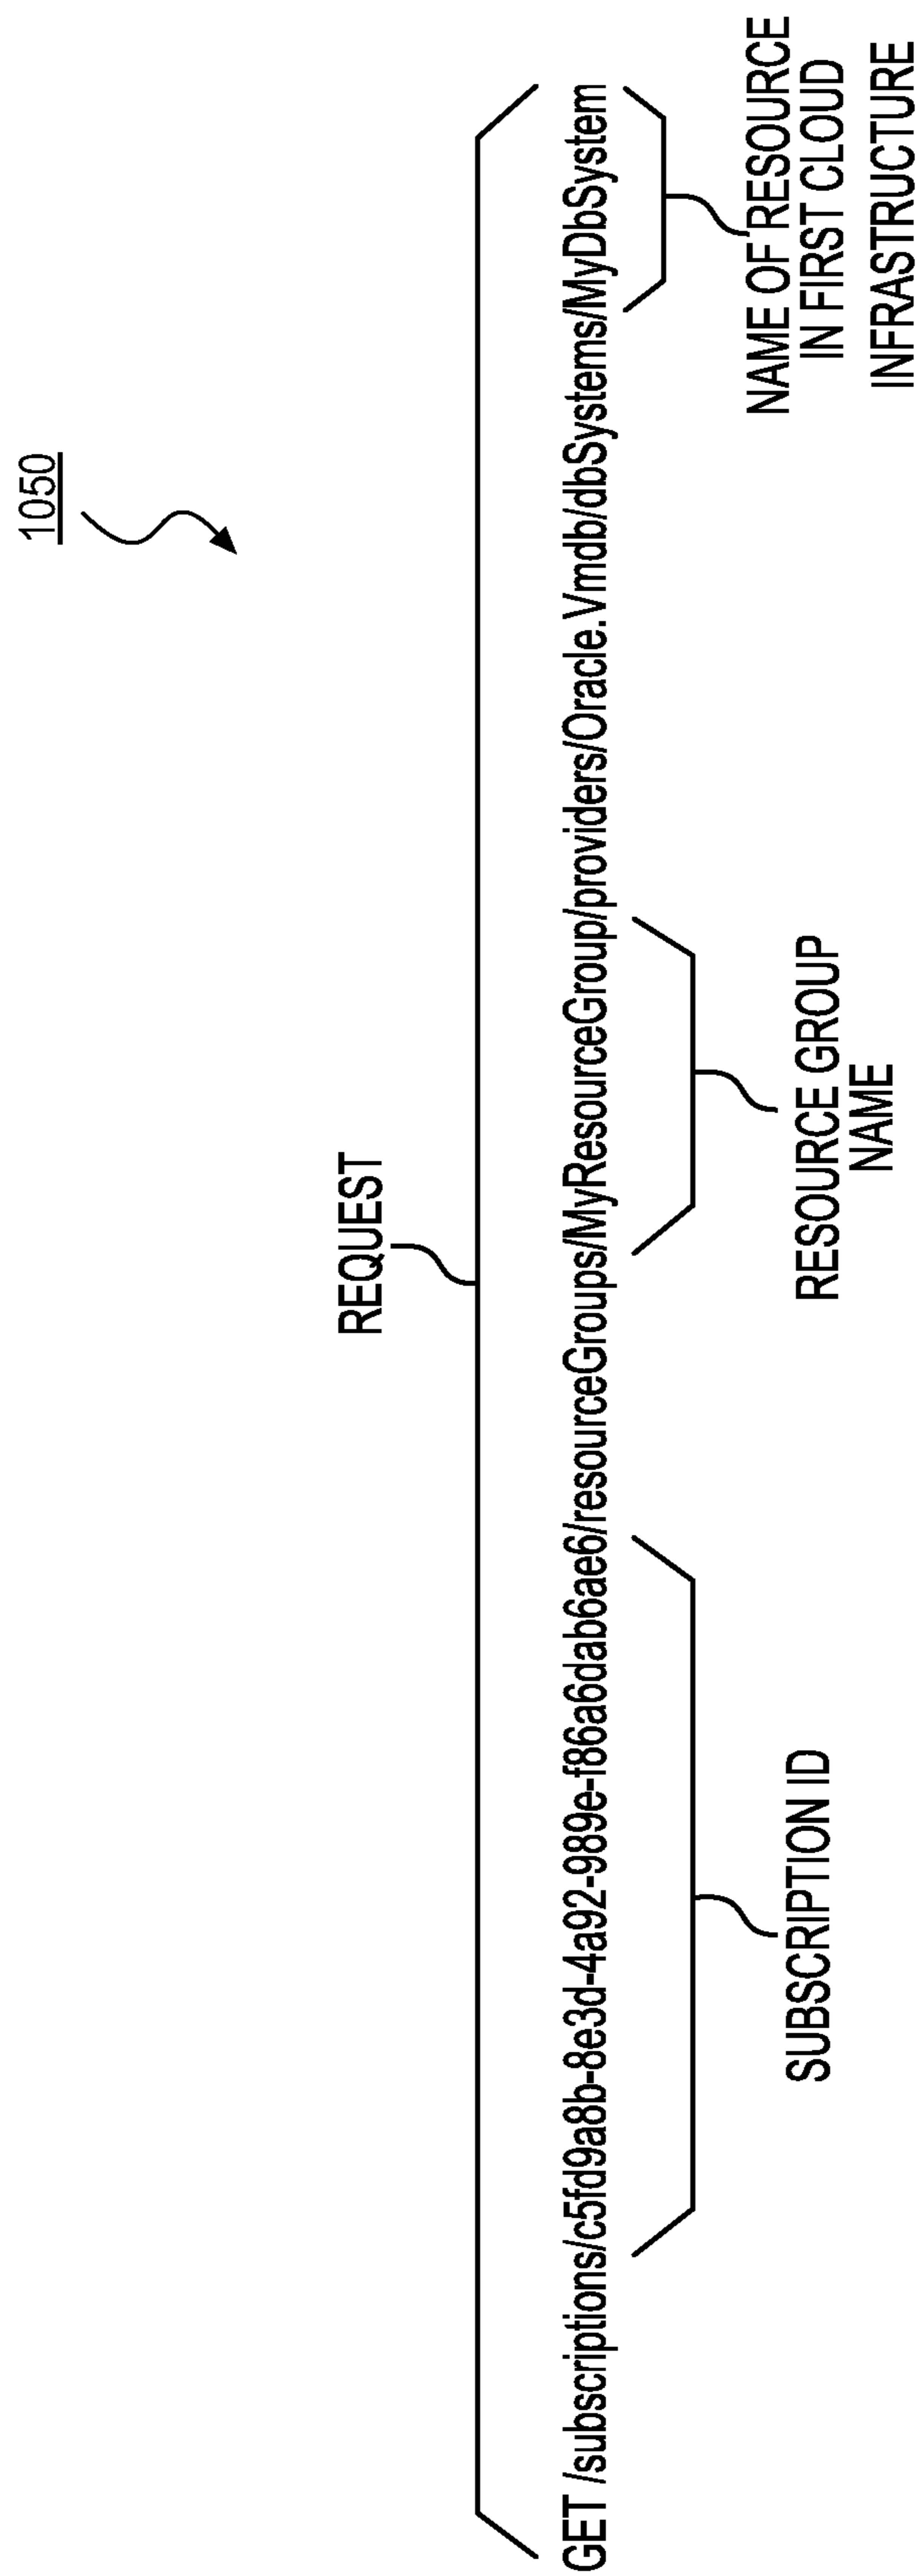 1050
REQUEST
GET /subscriptions/c5fd9a8b-8e3d-4a92-989e-f86a6dab6ae6/resourceGroups/MyResourceGroup/providers/Oracle.Vmdb/dbSystems/MyDbSystem
SUBSCRIPTION ID
RESOURCE GROUP
NAME
NAME OF RESOURCE
IN FIRST CLOUD
INFRASTRUCTURE